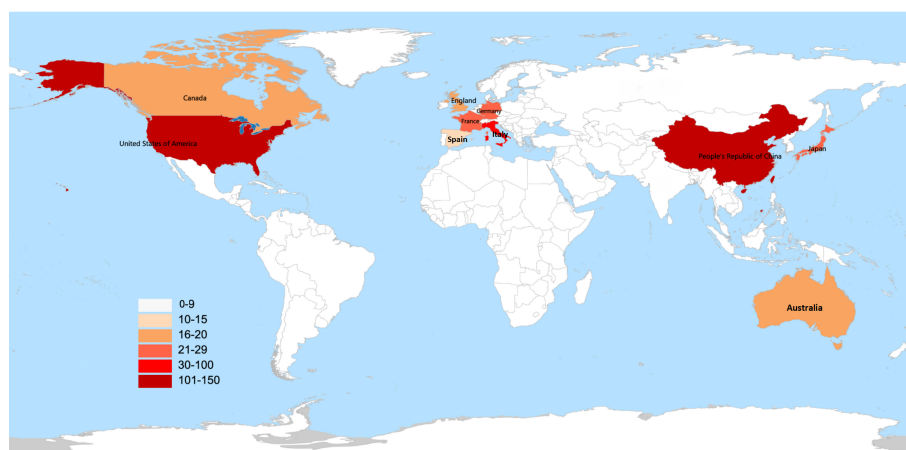 Canada
England
Germany
France
United States of America
Spain
Italy
People's Republic of China
Japan
Australia
0-9
10-15
16-20
21-29
30-100
101-150